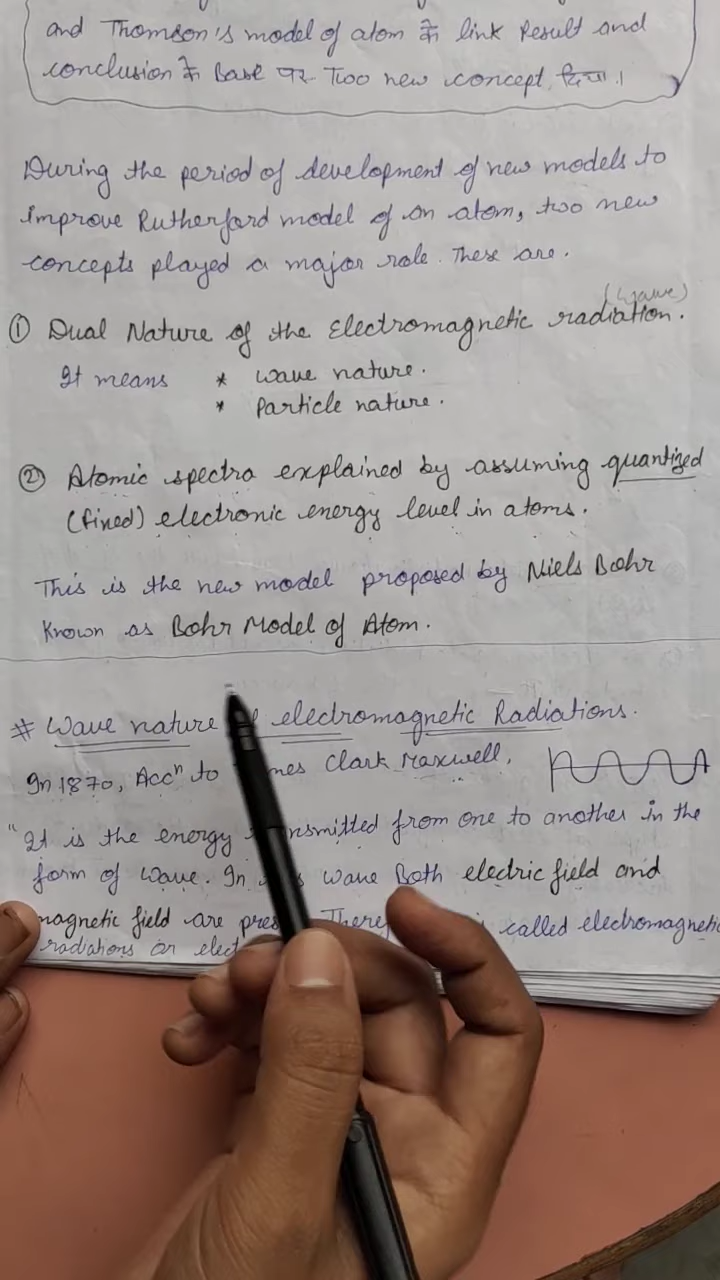 and Thomson's model of atom के link Result and
conclusion के Base पर Two new concept दिया।
During the period of development of new models to
improve Rutherford model of an atom, two new
concepts played a major role. These are.
(wave)
① Dual Nature of the Electromagnetic radiation.
It means * wave nature.
* Particle nature.
② Atomic spectra explained by assuming quantized
(fixed) electronic energy level in atoms.
This is the new model proposed by Niels Bohr
Known as Bohr Model of Atom.
# Wave nature electromagnetic Radiations.
In 1870, Accⁿ to Clark Maxwell,
"It is the energy from one to another in the
form of wave. In wave Both electric field and
magnetic field are called electromagnetic
radiations or